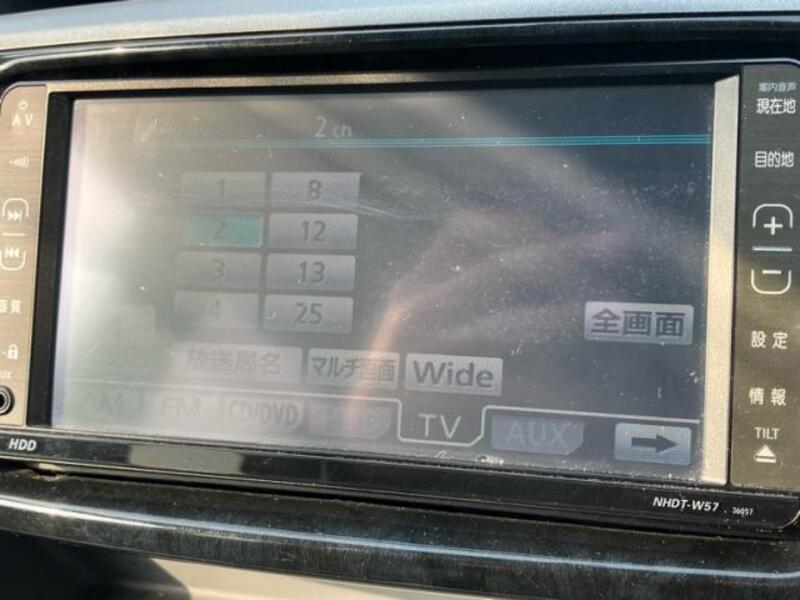 2 ch
AV
1 8
2 12
3 13
4 25
全画面
放送局名 マルチ画面 Wide
AM FM CD/DVD TV AUX
画質
HDD
案内音声
現在地
目的地
+
−
設定
情報
TILT
NHDT-W57 36057